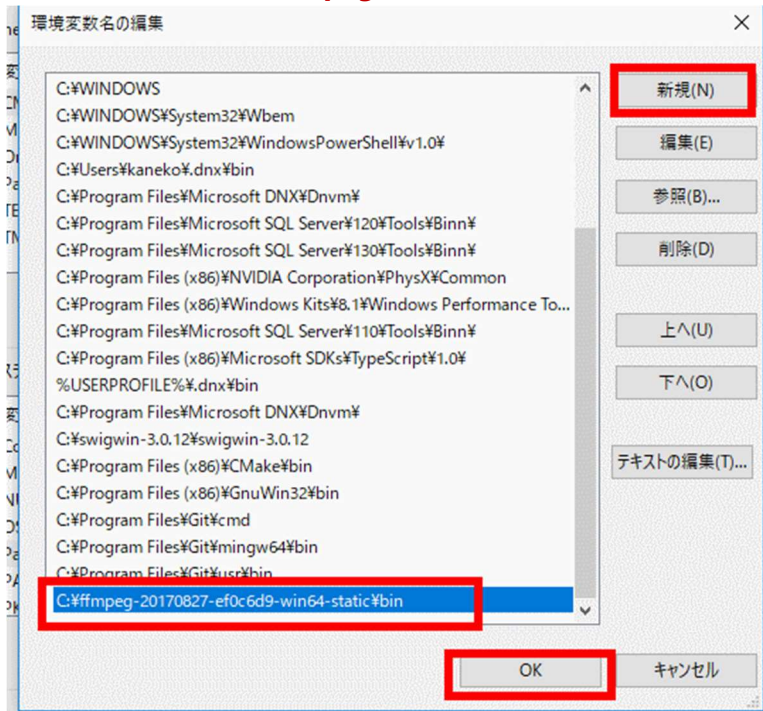 環境変数名の編集
C:¥WINDOWS
C:¥WINDOWS¥System32¥Wbem
C:¥WINDOWS¥System32¥WindowsPowerShell¥v1.0¥
C:¥Users¥kaneko¥.dnx¥bin
C:¥Program Files¥Microsoft DNX¥Dnvm¥
C:¥Program Files¥Microsoft SQL Server¥120¥Tools¥Binn¥
C:¥Program Files¥Microsoft SQL Server¥130¥Tools¥Binn¥
C:¥Program Files (x86)¥NVIDIA Corporation¥PhysX¥Common
C:¥Program Files (x86)¥Windows Kits¥8.1¥Windows Performance To...
C:¥Program Files¥Microsoft SQL Server¥110¥Tools¥Binn¥
C:¥Program Files (x86)¥Microsoft SDKs¥TypeScript¥1.0¥
%USERPROFILE%¥.dnx¥bin
C:¥Program Files¥Microsoft DNX¥Dnvm¥
C:¥swigwin-3.0.12¥swigwin-3.0.12
C:¥Program Files (x86)¥CMake¥bin
C:¥Program Files (x86)¥GnuWin32¥bin
C:¥Program Files¥Git¥cmd
C:¥Program Files¥Git¥mingw64¥bin
C:¥Program Files¥Git¥usr¥bin
C:¥ffmpeg-20170827-ef0c6d9-win64-static¥bin
新規(N)
編集(E)
参照(B)...
削除(D)
上へ(U)
下へ(O)
テキストの編集(T)...
OK
キャンセル